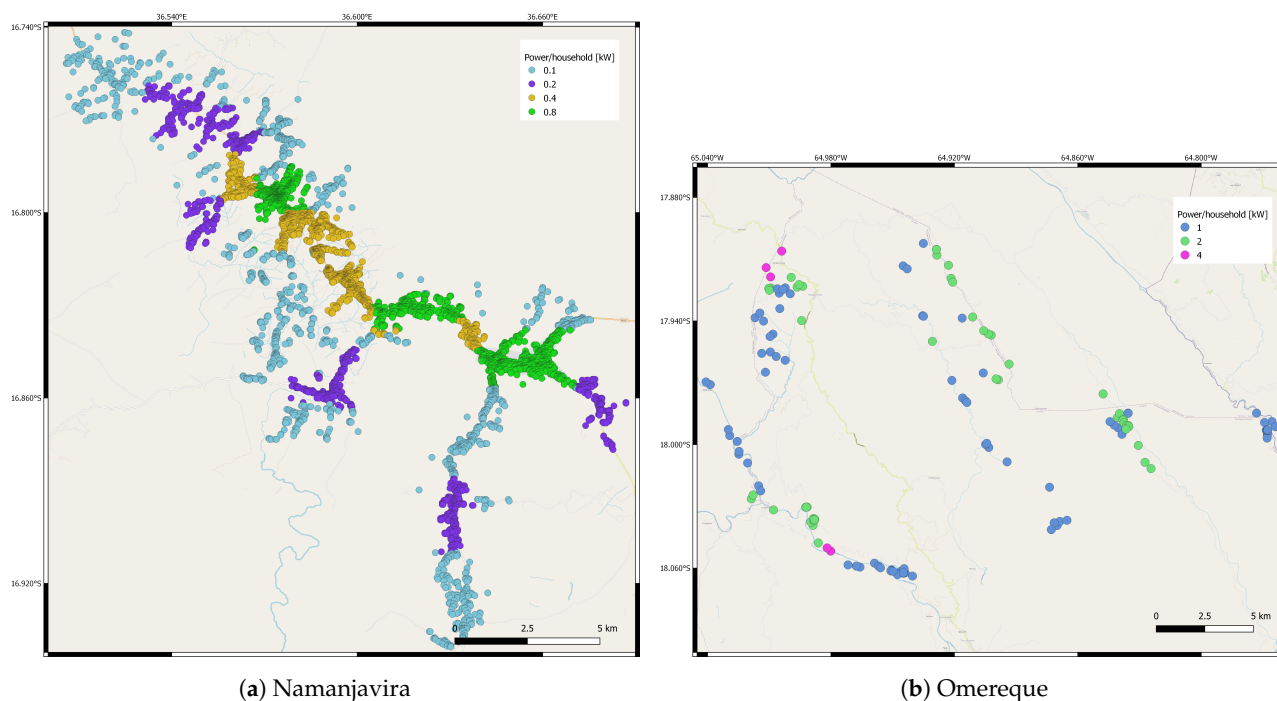 36.540°E 36.600°E 36.660°E
16.740°S
16.800°S
16.860°S
16.920°S
Power/household [kW]
0.1
0.2
0.4
0.8
0 2.5 5 km
65.040°W 64.980°W 64.920°W 64.860°W 64.800°W
17.880°S
17.940°S
18.000°S
18.060°S
Power/household [kW]
1
2
4
0 2.5 5 km
(a) Namanjavira
(b) Omereque